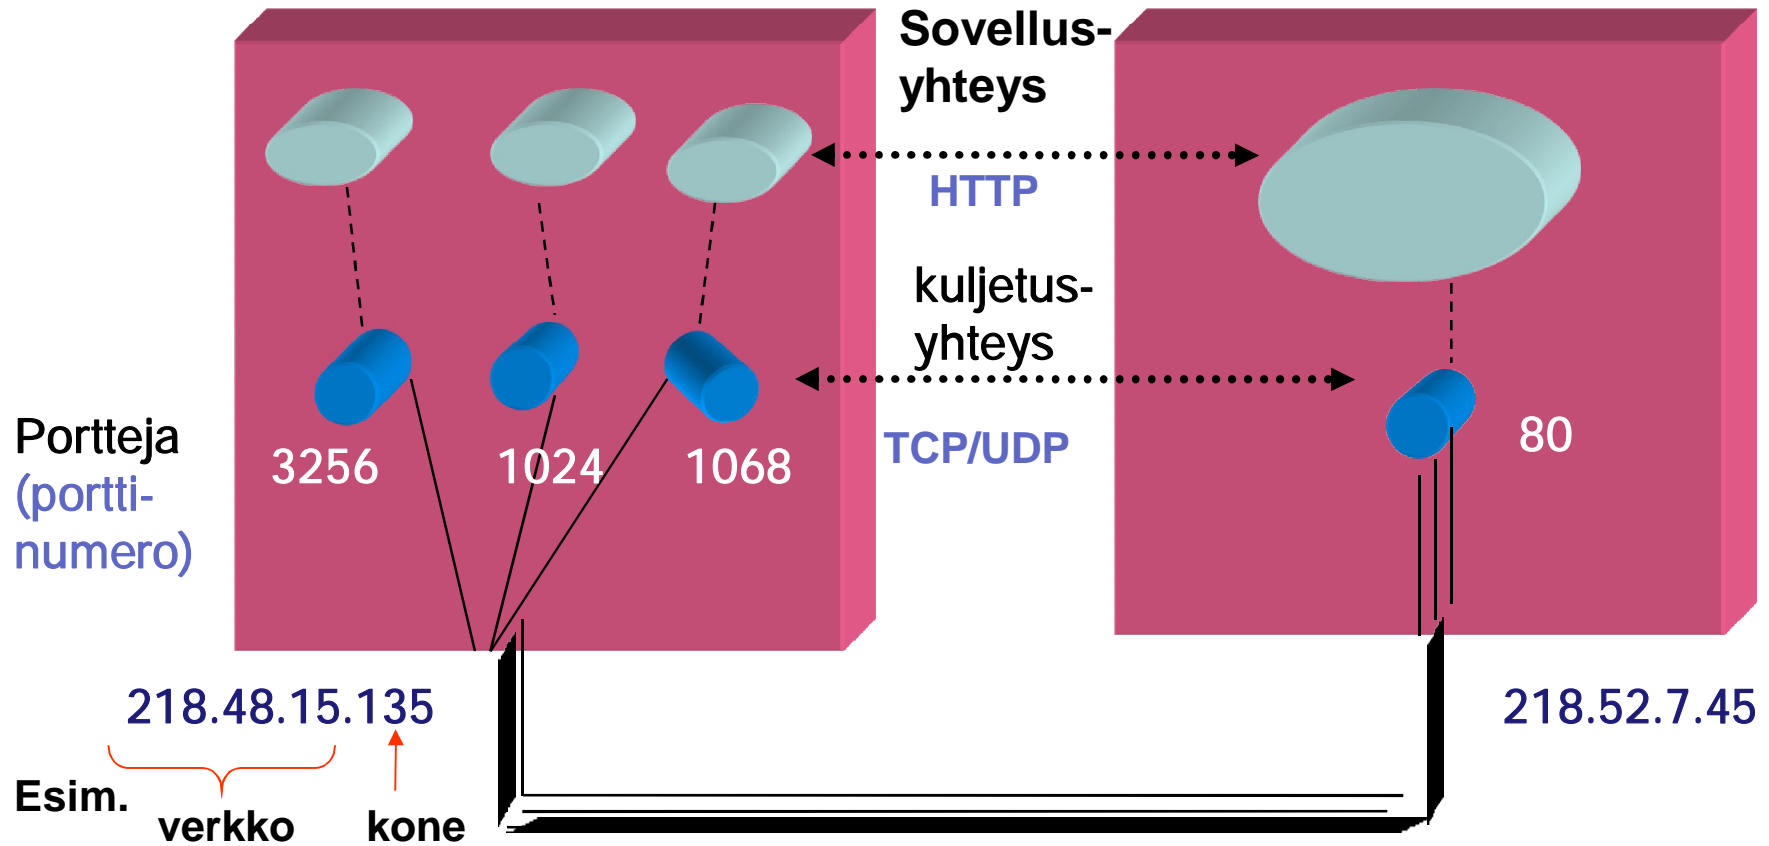 Sovellus-
yhteys
HTTP
kuljetus-
yhteys
TCP/UDP
Portteja
(portti-
numero)
3256
1024
1068
80
218.48.15.135
218.52.7.45
Esim.
verkko
kone